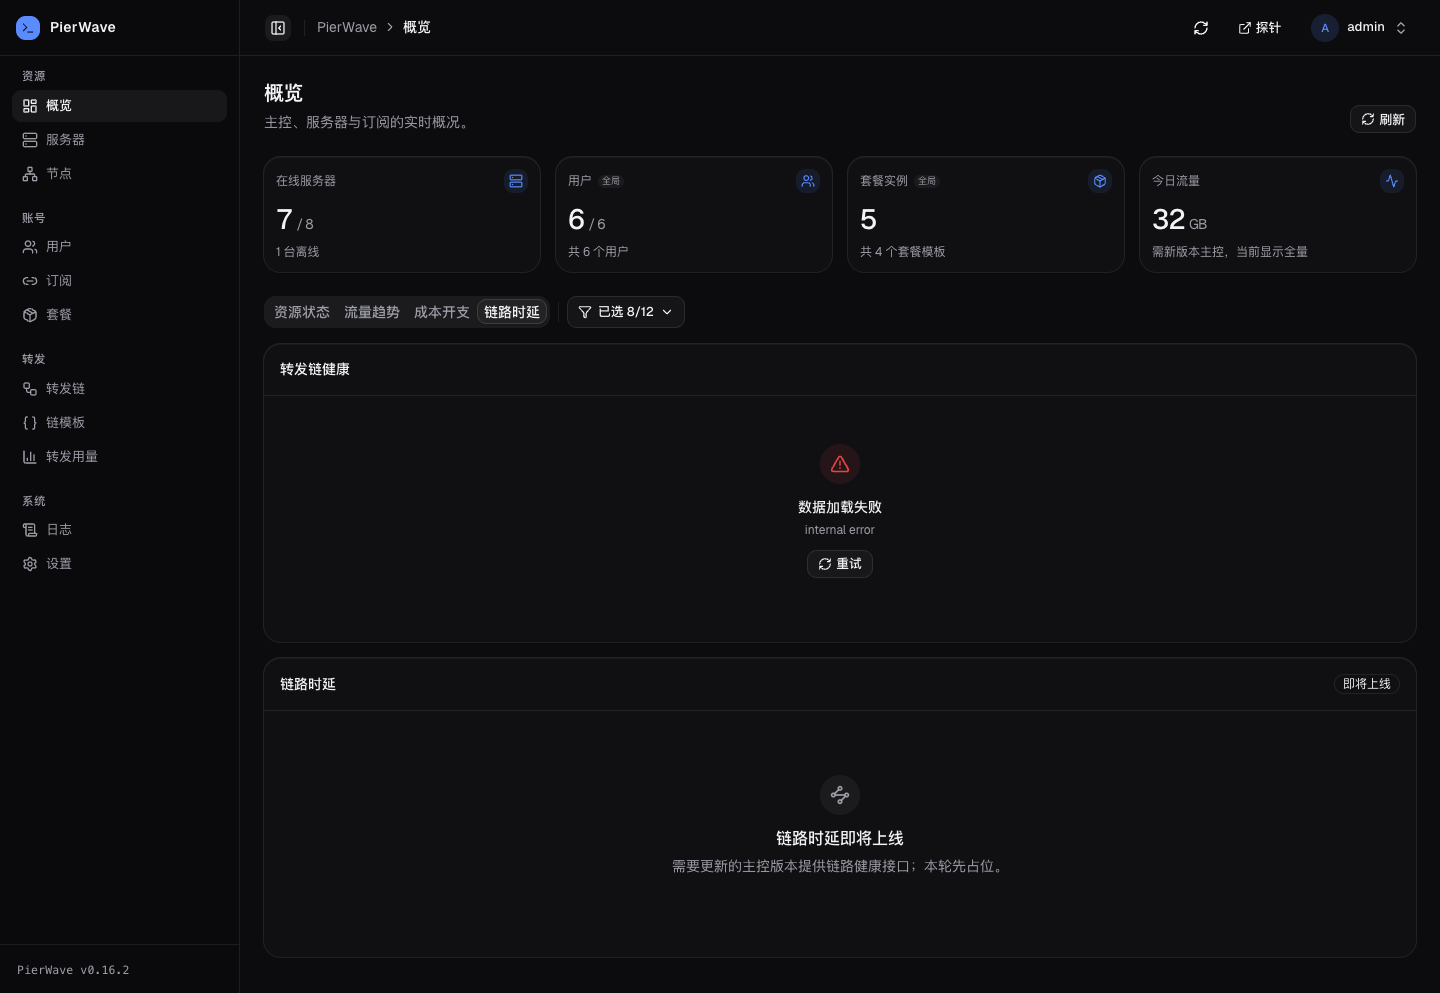 PierWave
资源
概览
服务器
节点
账号
用户
订阅
套餐
转发
转发链
链模板
转发用量
系统
日志
设置
PierWave v0.16.2
PierWave > 概览
探针
A admin
概览
主控、服务器与订阅的实时概况。
刷新
在线服务器
7 / 8
1 台离线
用户 全局
6 / 6
共 6 个用户
套餐实例 全局
5
共 4 个套餐模板
今日流量
32 GB
需新版本主控，当前显示全量
资源状态 流量趋势 成本开支 链路时延 已选 8/12
转发链健康
数据加载失败
internal error
重试
链路时延
即将上线
链路时延即将上线
需要更新的主控版本提供链路健康接口；本轮先占位。